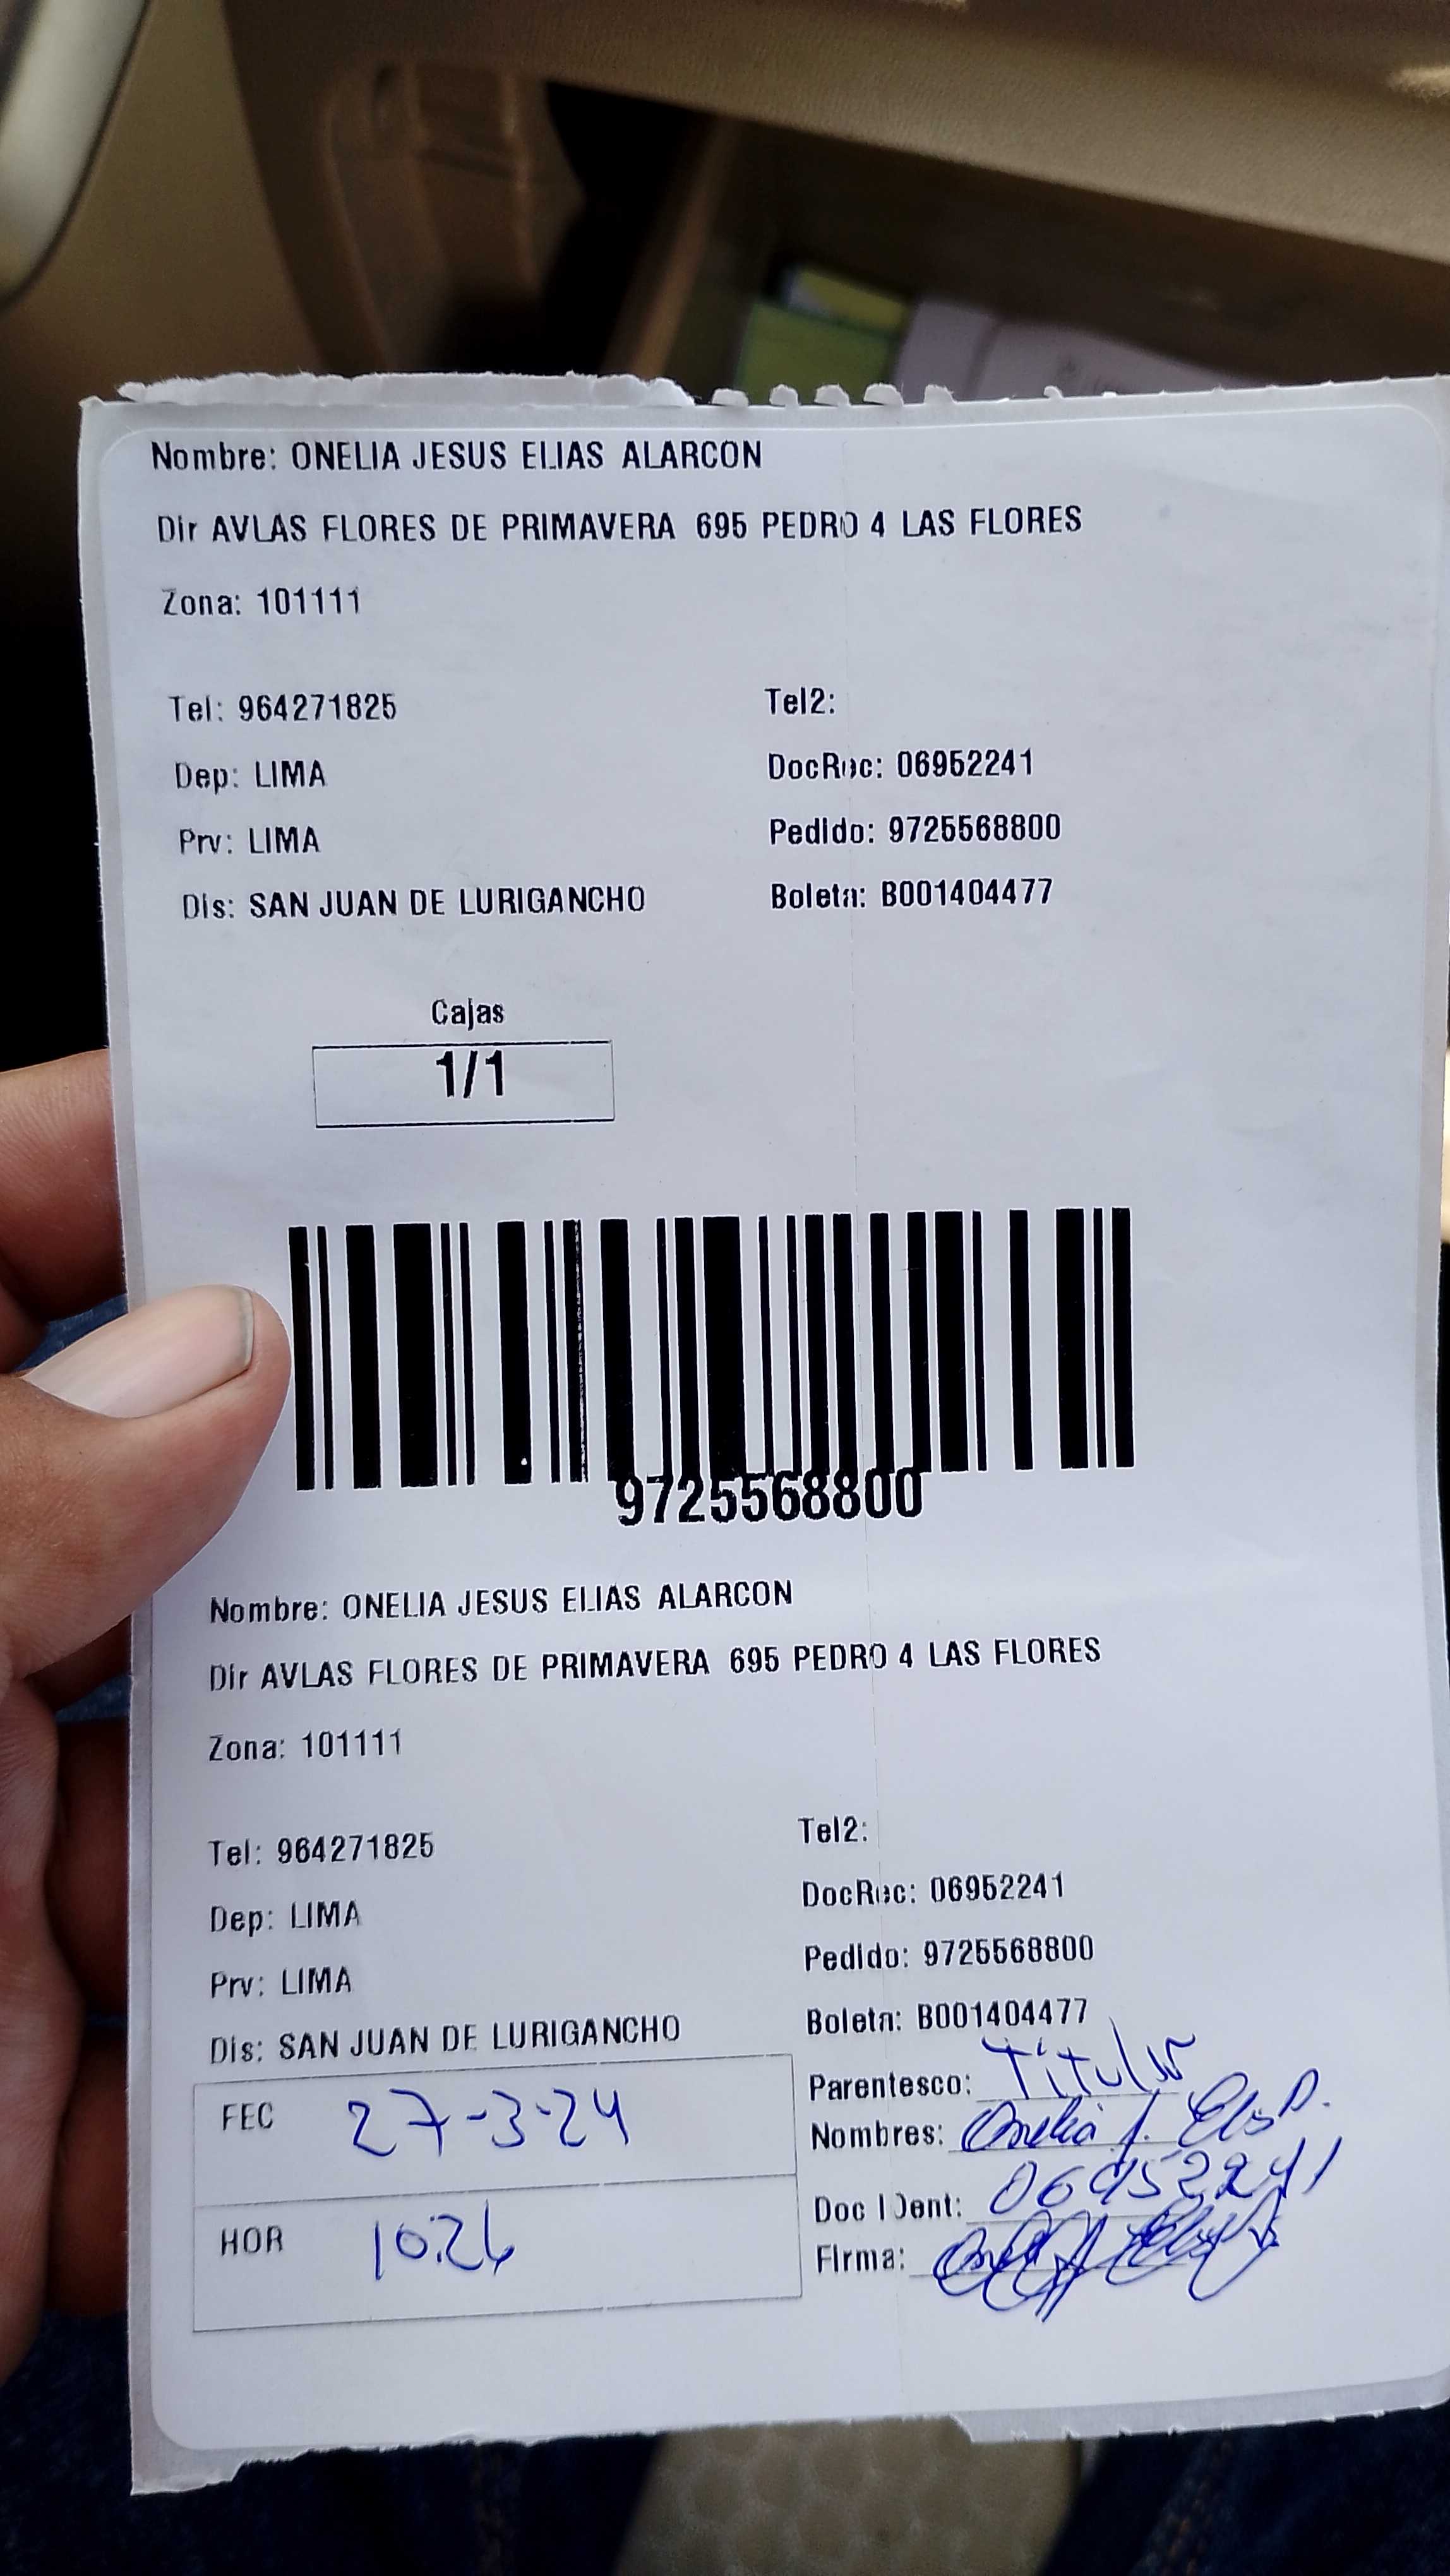 Nombre: ONELIA JESUS ELIAS ALARCON
Dir AVLAS FLORES DE PRIMAVERA 695 PEDRO 4 LAS FLORES
Zona: 101111
Tel: 964271825 Tel2:
Dep: LIMA DocRec: 06952241
Prv: LIMA Pedido: 9725568800
Dis: SAN JUAN DE LURIGANCHO Boleta: B001404477
Cajas
1/1
9725568800
Nombre: ONELIA JESUS ELIAS ALARCON
Dir AVLAS FLORES DE PRIMAVERA 695 PEDRO 4 LAS FLORES
Zona: 101111
Tel: 964271825 Tel2:
Dep: LIMA DocRec: 06952241
Prv: LIMA Pedido: 9725568800
Dis: SAN JUAN DE LURIGANCHO Boleta: B001404477
FEC 27-3-24
HOR 10:26
Parentesco: Titular
Nombres: Onelia J.
Doc Ident: 06952241
Firma: